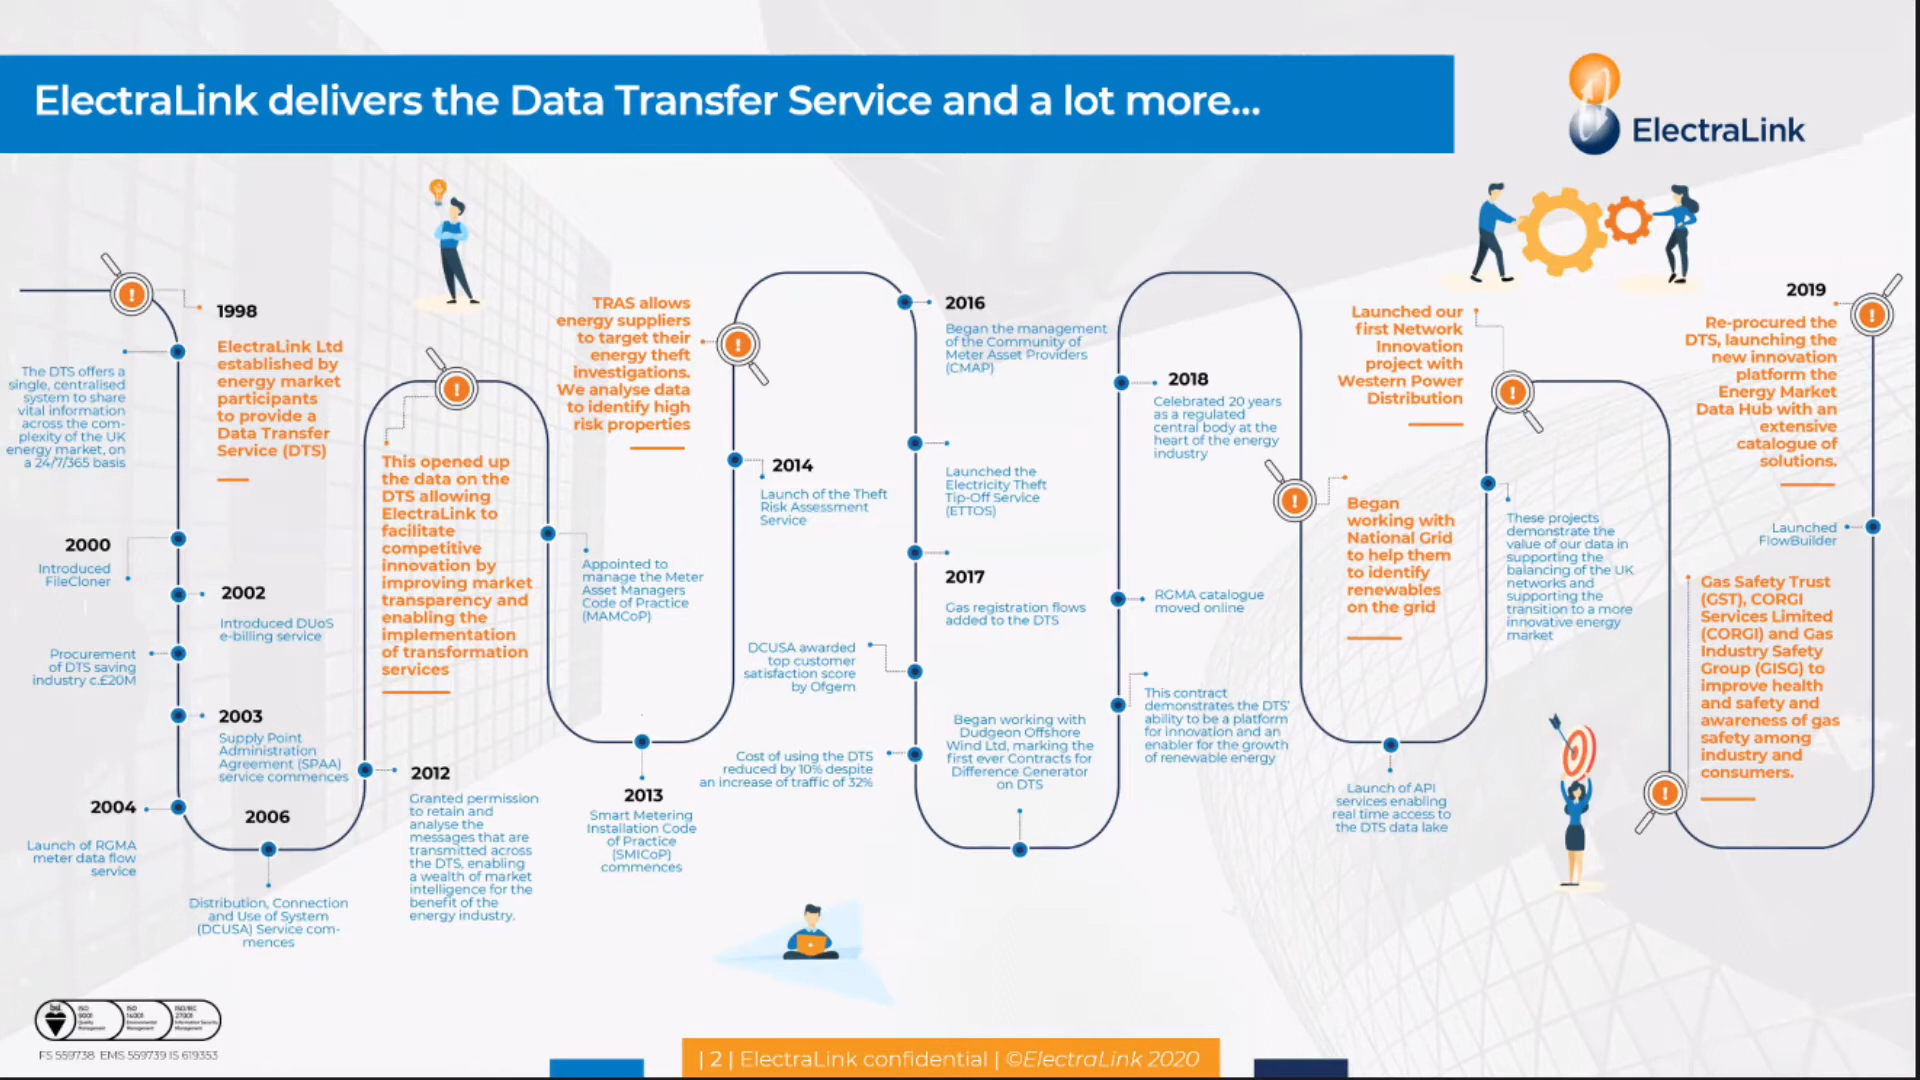 ElectraLink delivers the Data Transfer Service and a lot more...
ElectraLink
1998
ElectraLink Ltd
established by
energy market
participants
to provide a
Data Transfer
Service (DTS)
The DTS offers a
single, centralised
system to share
vital information
across the com-
plexity of the UK
energy market, on
a 24/7/365 basis
2000
Introduced
FileCloner
2002
Introduced DUoS
e-billing service
Procurement
of DTS saving
industry c.£20M
2003
Supply Point
Administration
Agreement (SPAA)
service commences
2004
Launch of RGMA
meter data flow
service
2006
Distribution, Connection
and Use of System
(DCUSA) Service com-
mences
2012
Granted permission
to retain and
analyse the
messages that are
transmitted across
the DTS, enabling
a wealth of market
intelligence for the
benefit of the
energy industry.
This opened up
the data on the
DTS allowing
ElectraLink to
facilitate
competitive
innovation by
improving market
transparency and
enabling the
implementation
of transformation
services
Appointed to
manage the Meter
Asset Managers
Code of Practice
(MAMCoP)
2013
Smart Metering
Installation Code
of Practice
(SMICoP)
commences
TRAS allows
energy suppliers
to target their
energy theft
investigations.
We analyse data
to identify high
risk properties
2014
Launch of the Theft
Risk Assessment
Service
2016
Began the management
of the Community of
Meter Asset Providers
(CMAP)
Launched the
Electricity Theft
Tip-Off Service
(ETTOS)
2017
Gas registration flows
added to the DTS
DCUSA awarded
top customer
satisfaction score
by Ofgem
Cost of using the DTS
reduced by 10% despite
an increase of traffic of 32%
Began working with
Dudgeon Offshore
Wind Ltd, marking the
first ever Contracts for
Difference Generator
on DTS
This contract
demonstrates the DTS'
ability to be a platform
for innovation and an
enabler for the growth
of renewable energy
RGMA catalogue
moved online
2018
Celebrated 20 years
as a regulated
central body at the
heart of the energy
industry
Began
working with
National Grid
to help them
to identify
renewables
on the grid
Launch of API
services enabling
real time access to
the DTS data lake
Launched our
first Network
Innovation
project with
Western Power
Distribution
These projects
demonstrate the
value of our data in
supporting the
balancing of the UK
networks and
supporting the
transition to a more
innovative energy
market
Gas Safety Trust
(GST), CORGI
Services Limited
(CORGI) and Gas
Industry Safety
Group (GISG) to
improve health
and safety and
awareness of gas
safety among
industry and
consumers.
Launched
FlowBuilder
2019
Re-procured the
DTS, launching the
new innovation
platform the
Energy Market
Data Hub with an
extensive
catalogue of
solutions.
bsi.
ISO
9001
Quality
Management
ISO
14001
Environmental
Management
ISO/IEC
27001
Information Security
Management
FS 559738 EMS 559739 IS 619353
| 2 | ElectraLink confidential | ©ElectraLink 2020